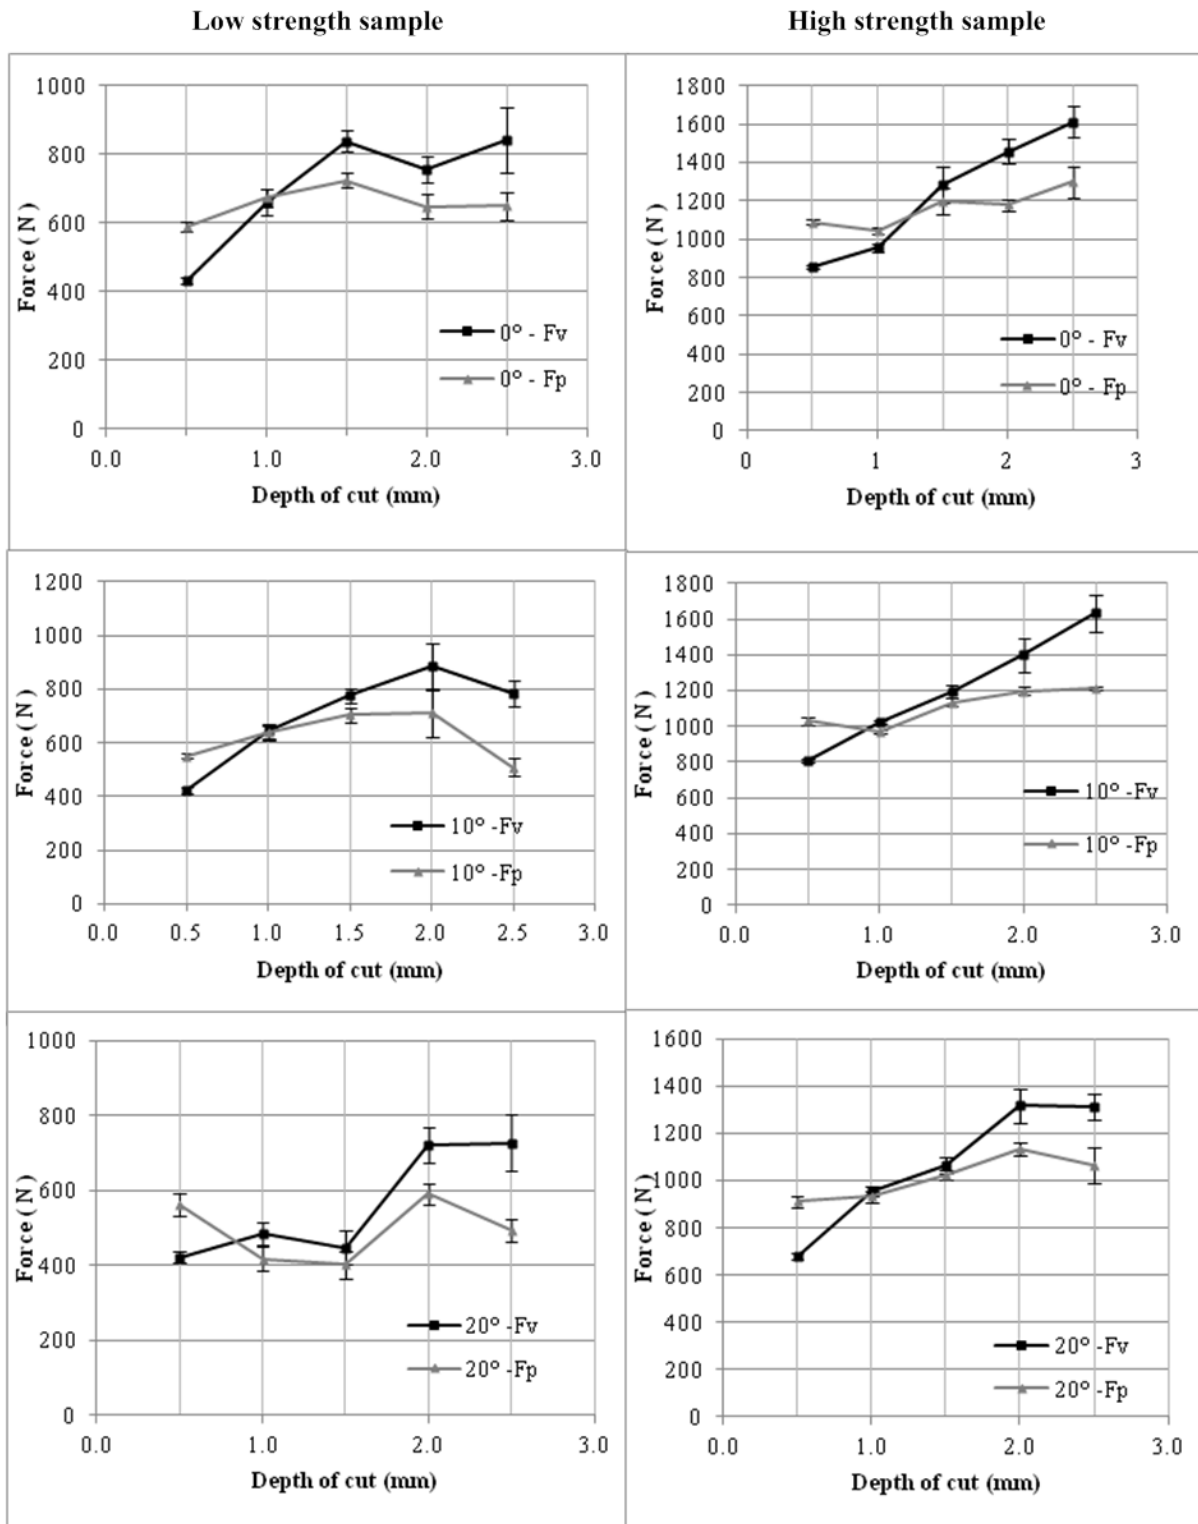 Low strength sample
High strength sample
1000
800
600
400
200
0
0.0 1.0 2.0 3.0
Force ( N )
Depth of cut (mm)
0° - Fv
0° - Fp
1800
1600
1400
1200
1000
800
600
400
200
0
0 1 2 3
Force ( N )
Depth of cut (mm)
0° - Fv
0° - Fp
1200
1000
800
600
400
200
0
0.0 0.5 1.0 1.5 2.0 2.5 3.0
Force ( N )
Depth of cut (mm)
10° -Fv
10° -Fp
1800
1600
1400
1200
1000
800
600
400
200
0
0.0 1.0 2.0 3.0
Force ( N )
Depth of cut (mm)
10° -Fv
10° -Fp
1000
800
600
400
200
0
0.0 1.0 2.0 3.0
Force ( N )
Depth of cut (mm)
20° -Fv
20° -Fp
1600
1400
1200
1000
800
600
400
200
0
0.0 1.0 2.0 3.0
Force ( N )
Depth of cut (mm)
20° -Fv
20° -Fp